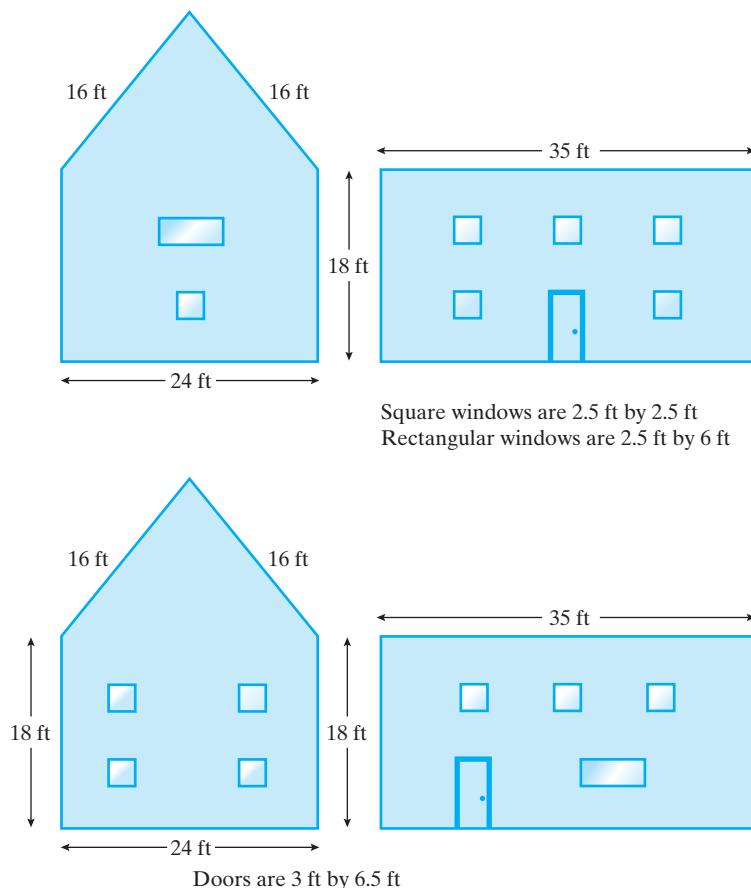 16 ft
16 ft
35 ft
18 ft
24 ft
Square windows are 2.5 ft by 2.5 ft
Rectangular windows are 2.5 ft by 6 ft
16 ft
16 ft
35 ft
18 ft
18 ft
24 ft
Doors are 3 ft by 6.5 ft